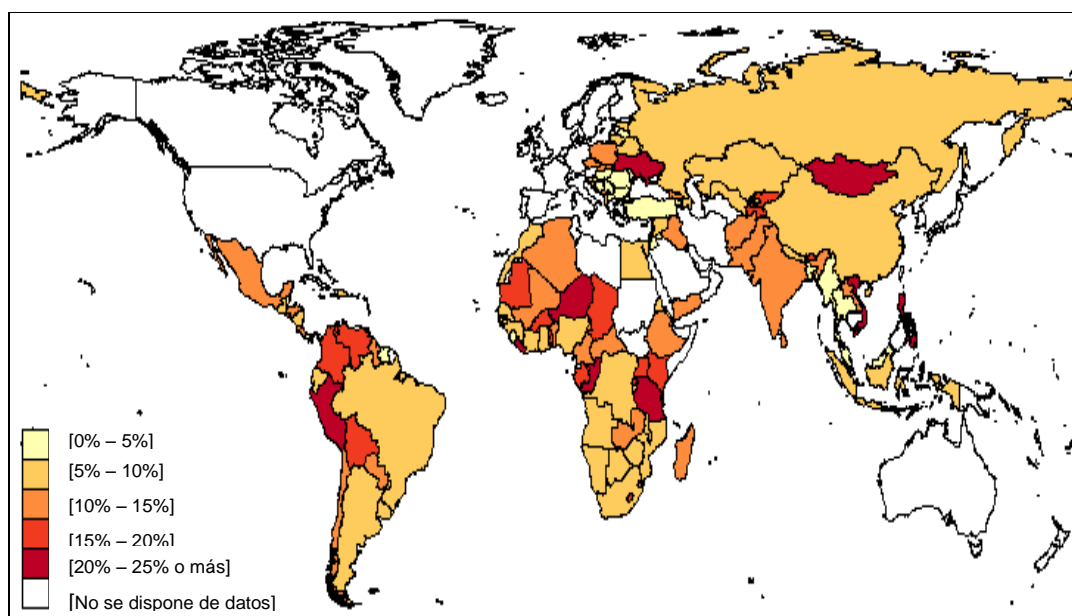 [0% – 5%]
[5% – 10%]
[10% – 15%]
[15% – 20%]
[20% – 25% o más]
[No se dispone de datos]